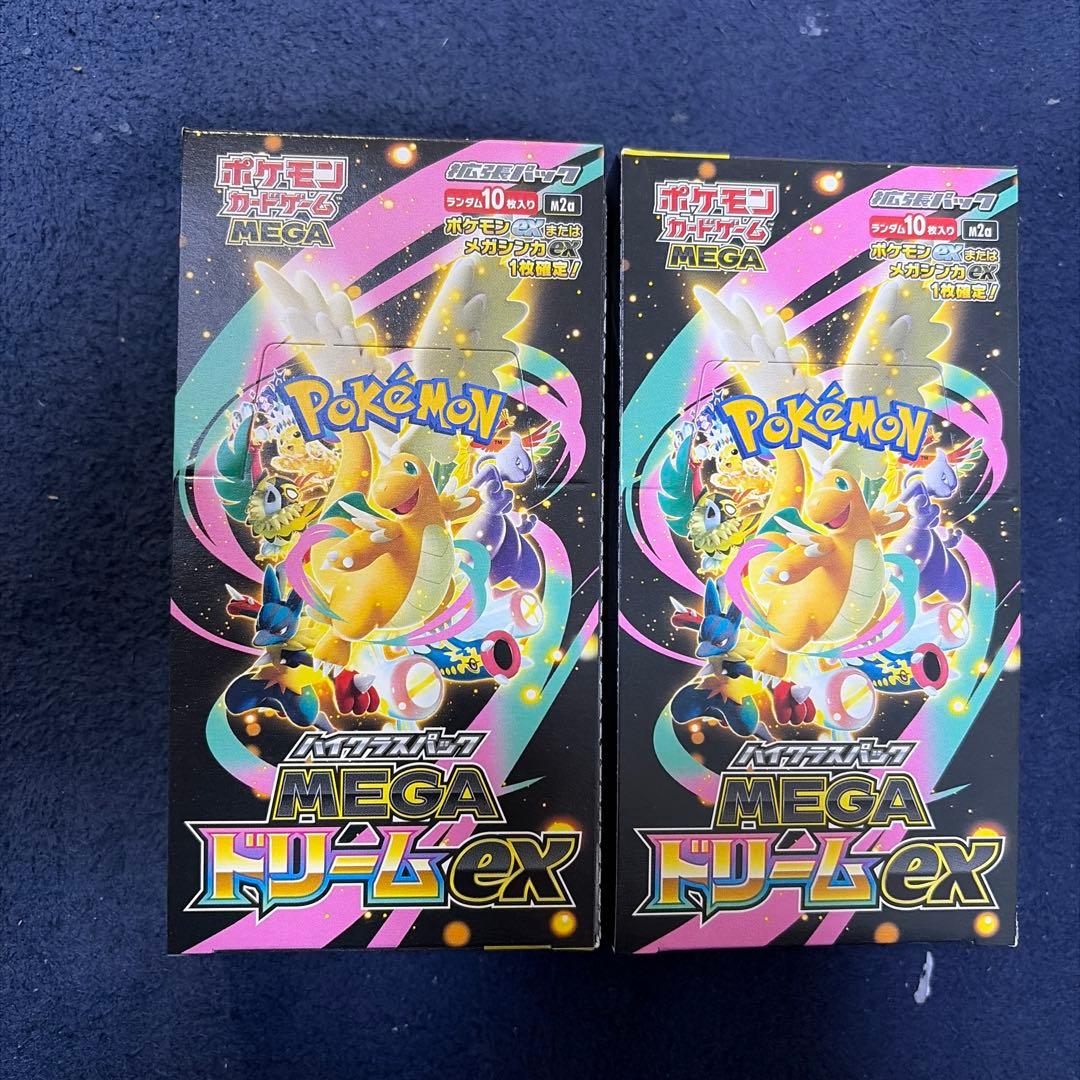 ポケモン
カードゲーム
MEGA
拡張パック
ランダム10枚入り M2a
ポケモンexまたは
メガシンカex
1枚確定!
POKéMON
TM
ハイクラスパック
MEGA
ドリームex
ポケモン
カードゲーム
MEGA
拡張パック
ランダム10枚入り M2a
ポケモンexまたは
メガシンカex
1枚確定!
POKéMON
TM
ハイクラスパック
MEGA
ドリームex